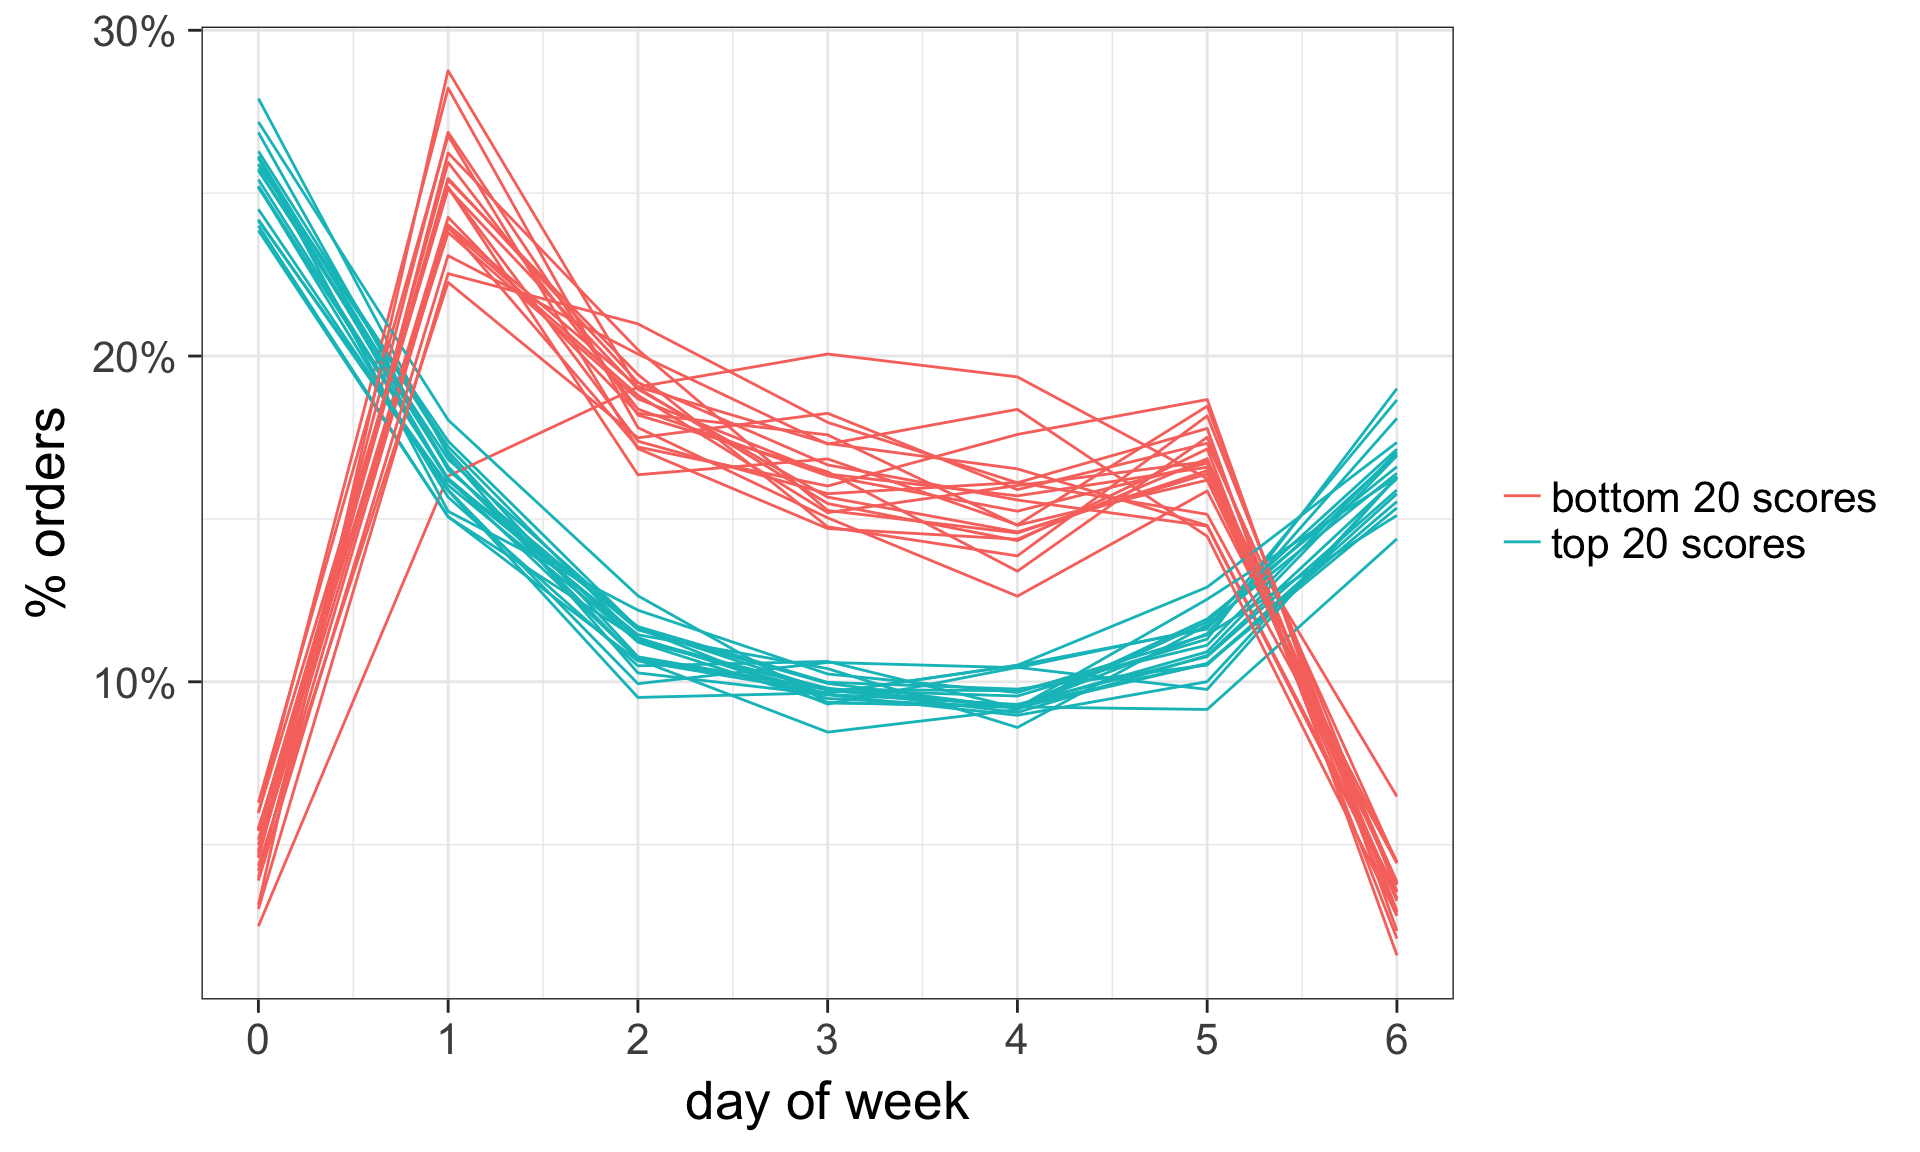 30%
20%
10%
% orders
0 1 2 3 4 5 6
day of week
bottom 20 scores
top 20 scores